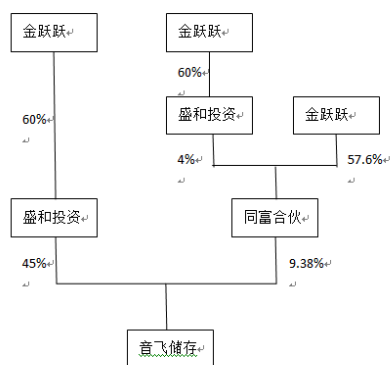 金跃跃 金跃跃
60%
盛和投资 金跃跃
60%
4% 57.6%
盛和投资 同富合伙
45% 9.38%
音飞储存